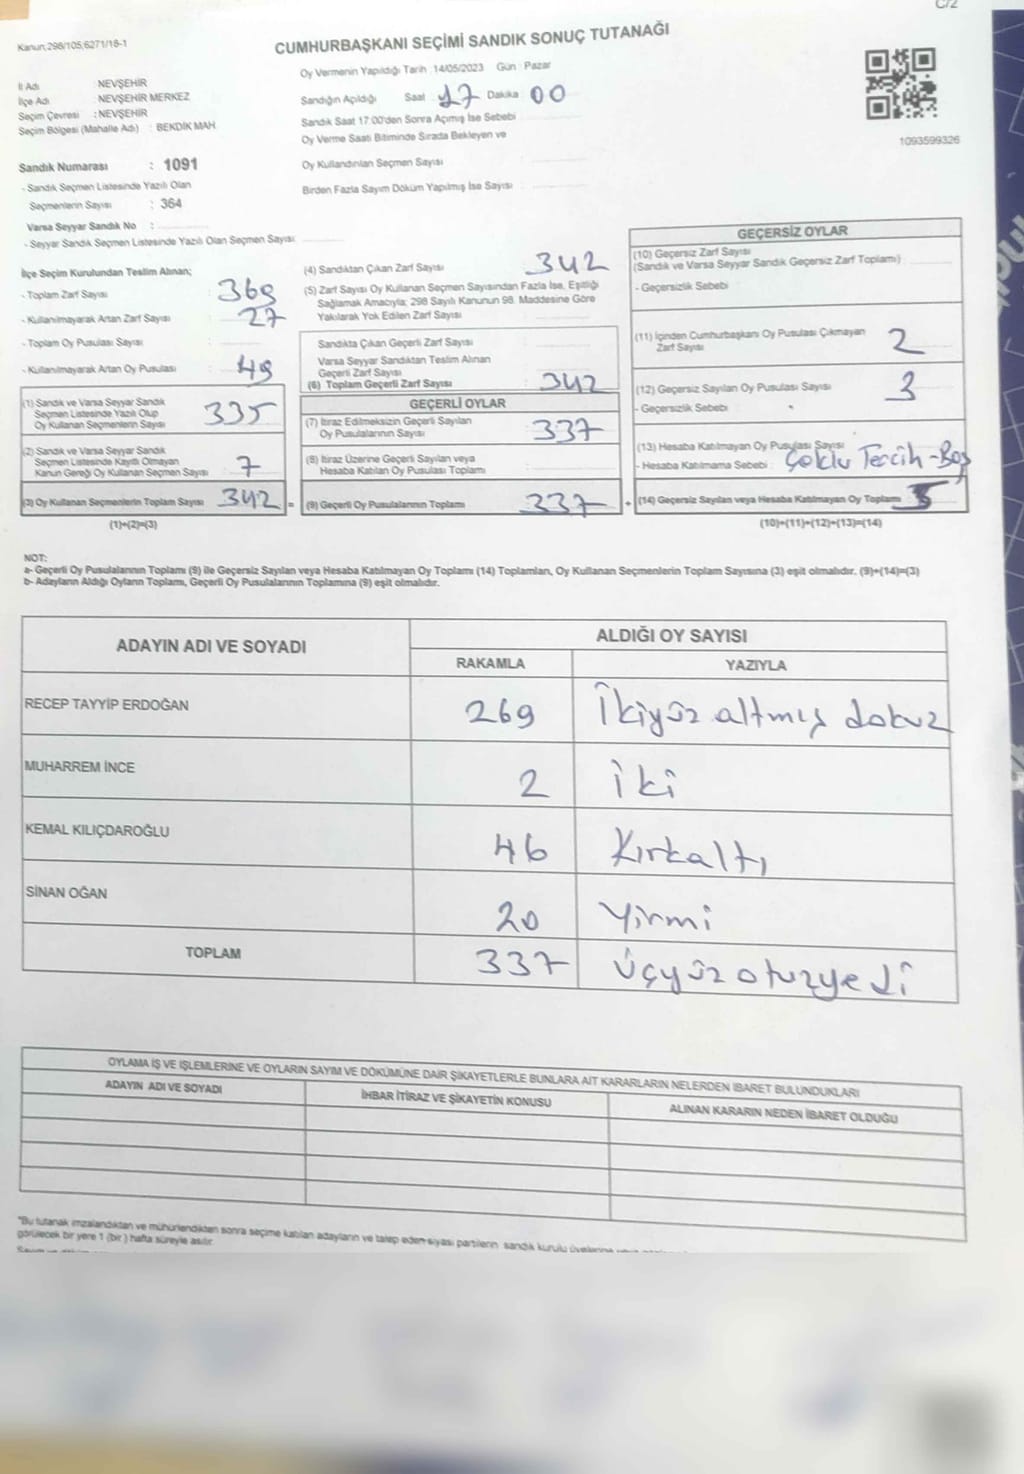 C/2
Kanun;298/105,6271/18-1
CUMHURBAŞKANI SEÇİMİ SANDIK SONUÇ TUTANAĞI
İl Adı : NEVŞEHİR
İlçe Adı : NEVŞEHİR MERKEZ
Seçim Çevresi : NEVŞEHİR
Seçim Bölgesi (Mahalle Adı) : BEKDİK MAH.
Oy Vermenin Yapıldığı Tarih :14/05/2023 Gün : Pazar
Sandığın Açıldığı Saat 17 Dakika 00
Sandık Saat 17:00'den Sonra Açımış İse Sebebi
Oy Verme Saati Bitiminde Sırada Bekleyen ve
Oy Kullandırılan Seçmen Sayısı
Birden Fazla Sayım Döküm Yapılmış İse Sayısı :
1093599326
Sandık Numarası : 1091
- Sandık Seçmen Listesinde Yazılı Olan
Seçmenlerin Sayısı : 364
Varsa Seyyar Sandık No :
- Seyyar Sandık Seçmen Listesinde Yazılı Olan Seçmen Sayısı:
İlçe Seçim Kurulundan Teslim Alınan;
- Toplam Zarf Sayısı : 369
- Kullanılmayarak Artan Zarf Sayısı : 27
- Toplam Oy Pusulası Sayısı :
- Kullanılmayarak Artan Oy Pusulası : 49
(1) Sandık ve Varsa Seyyar Sandık
Seçmen Listesinde Yazılı Olup
Oy Kullanan Seçmenlerin Sayısı 335
(2) Sandık ve Varsa Seyyar Sandık
Seçmen Listesinde Kayıtlı Olmayan
Kanun Gereği Oy Kullanan Seçmen Sayısı 7
(3) Oy Kullanan Seçmenlerin Toplam Sayısı 342 =
(1)+(2)=(3)
(4) Sandıktan Çıkan Zarf Sayısı 342
(5) Zarf Sayısı Oy Kullanan Seçmen Sayısından Fazla İse, Eşitliği
Sağlamak Amacıyla; 298 Sayılı Kanunun 98. Maddesine Göre
Yakılarak Yok Edilen Zarf Sayısı
Sandıkta Çıkan Geçerli Zarf Sayısı
Varsa Seyyar Sandıktan Teslim Alınan
Geçerli Zarf Sayısı
(6) Toplam Geçerli Zarf Sayısı 342
GEÇERLİ OYLAR
(7) İtiraz Edilmeksizin Geçerli Sayılan
Oy Pusulalarının Sayısı 337
(8) İtiraz Üzerine Geçerli Sayılan veya
Hesaba Katılan Oy Pusulası Toplamı
(9) Geçerli Oy Pusulalarının Toplamı 337 +
GEÇERSİZ OYLAR
(10) Geçersiz Zarf Sayısı
(Sandık ve Varsa Seyyar Sandık Geçersiz Zarf Toplamı)
- Geçersizlik Sebebi :
(11) İçinden Cumhurbaşkanı Oy Pusulası Çıkmayan
Zarf Sayısı 2
(12) Geçersiz Sayılan Oy Pusulası Sayısı 3
- Geçersizlik Sebebi :
(13) Hesaba Katılmayan Oy Pusulası Sayısı
- Hesaba Katılmama Sebebi : Çoklu Tercih-Boş
(14) Geçersiz Sayılan veya Hesaba Katılmayan Oy Toplamı 5
(10)+(11)+(12)+(13)=(14)
NOT:
a- Geçerli Oy Pusulalarının Toplamı (9) ile Geçersiz Sayılan veya Hesaba Katılmayan Oy Toplamı (14) Toplamları, Oy Kullanan Seçmenlerin Toplam Sayısına (3) eşit olmalıdır. (9)+(14)=(3)
b- Adayların Aldığı Oyların Toplamı, Geçerli Oy Pusulalarının Toplamına (9) eşit olmalıdır.
ADAYIN ADI VE SOYADI ALDIĞI OY SAYISI
RAKAMLA YAZIYLA
RECEP TAYYİP ERDOĞAN 269 İkiyüz altmış dokuz
MUHARREM İNCE 2 İki
KEMAL KILIÇDAROĞLU 46 Kırkaltı
SİNAN OĞAN 20 Yirmi
TOPLAM 337 Üçyüzotuzyedi
OYLAMA İŞ VE İŞLEMLERİNE VE OYLARIN SAYIM VE DÖKÜMÜNE DAİR ŞİKAYETLERLE BUNLARA AİT KARARLARIN NELERDEN İBARET BULUNDUKLARI
ADAYIN ADI VE SOYADI İHBAR İTİRAZ VE ŞİKAYETİN KONUSU ALINAN KARARIN NEDEN İBARET OLDUĞU
*Bu tutanak imzalandıktan ve mühürlendikten sonra seçime katılan adayların ve talep eden siyasi partilerin sandık kurulu üyelerine
görülecek bir yere 1 (bir) hafta süreyle asılır.